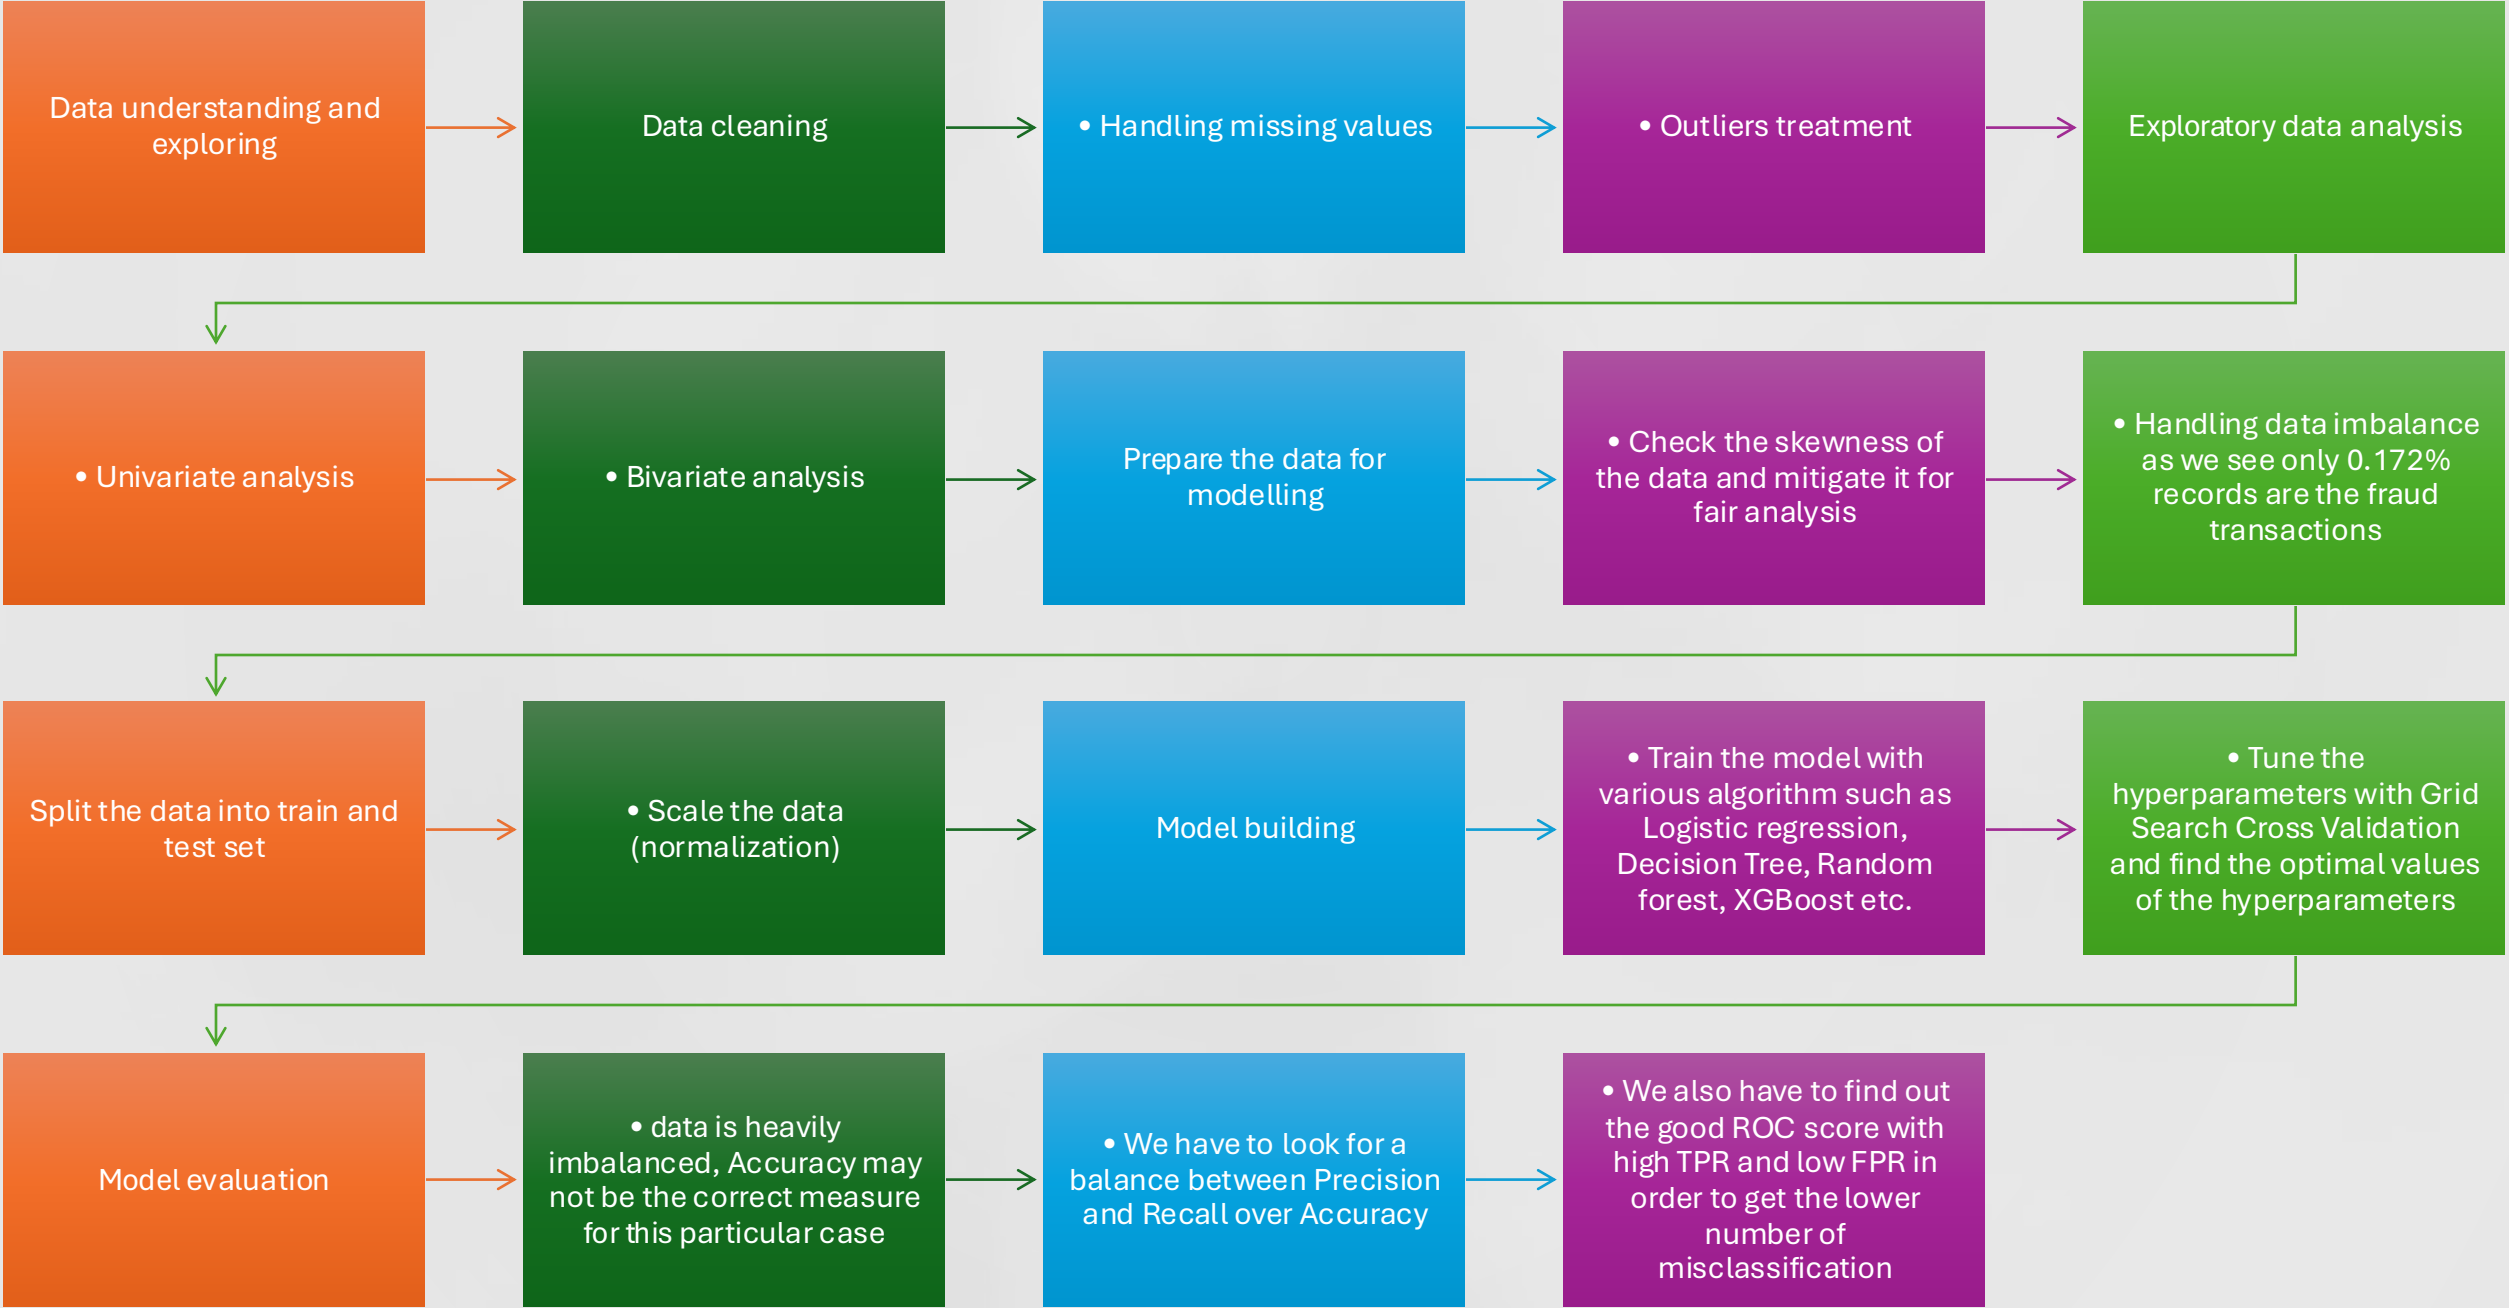 Data understanding and
exploring
Data cleaning
• Handling missing values
• Outliers treatment
Exploratory data analysis
• Univariate analysis
• Bivariate analysis
Prepare the data for
modelling
• Check the skewness of
the data and mitigate it for
fair analysis
• Handling data imbalance
as we see only 0.172%
records are the fraud
transactions
Split the data into train and
test set
• Scale the data
(normalization)
Model building
• Train the model with
various algorithm such as
Logistic regression,
Decision Tree, Random
forest, XGBoost etc.
• Tune the
hyperparameters with Grid
Search Cross Validation
and find the optimal values
of the hyperparameters
Model evaluation
• data is heavily
imbalanced, Accuracy may
not be the correct measure
for this particular case
• We have to look for a
balance between Precision
and Recall over Accuracy
• We also have to find out
the good ROC score with
high TPR and low FPR in
order to get the lower
number of
misclassification